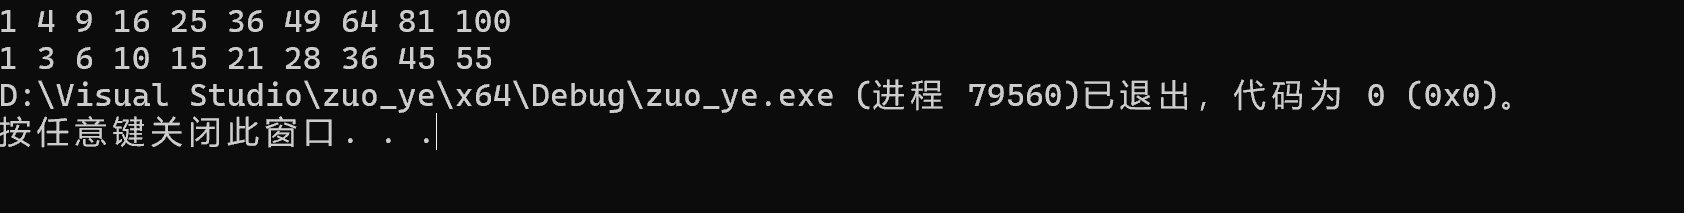 1 4 9 16 25 36 49 64 81 100
1 3 6 10 15 21 28 36 45 55
D:\Visual Studio\zuo_ye\x64\Debug\zuo_ye.exe (进程 79560)已退出，代码为 0 (0x0)。
按任意键关闭此窗口. . .